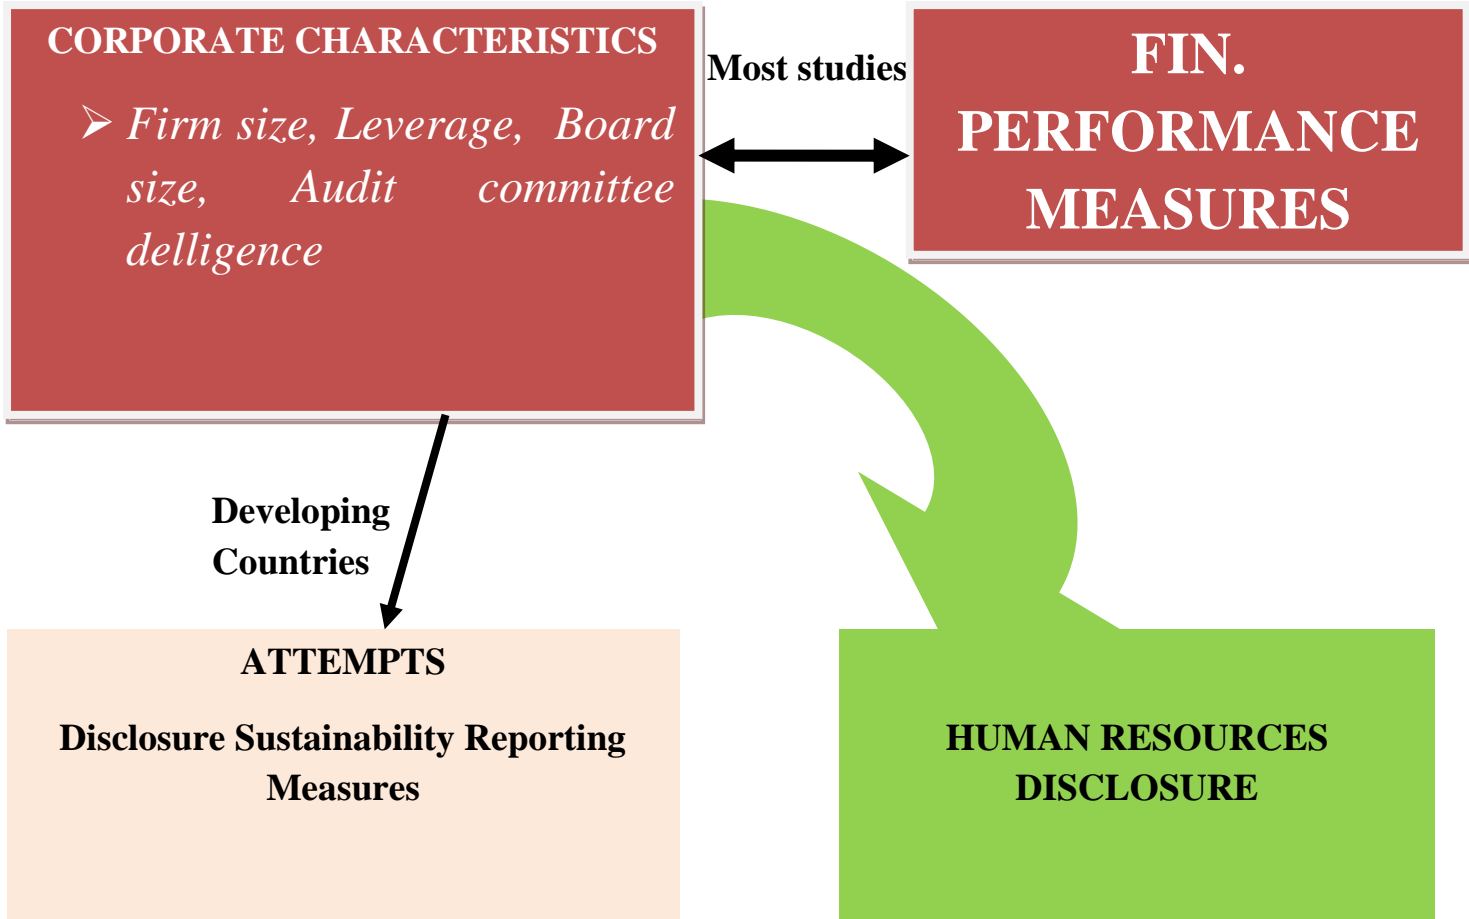 CORPORATE CHARACTERISTICS
➢ Firm size, Leverage, Board
size, Audit committee
delligence
Most studies
FIN.
PERFORMANCE
MEASURES
Developing
Countries
ATTEMPTS
Disclosure Sustainability Reporting
Measures
HUMAN RESOURCES
DISCLOSURE